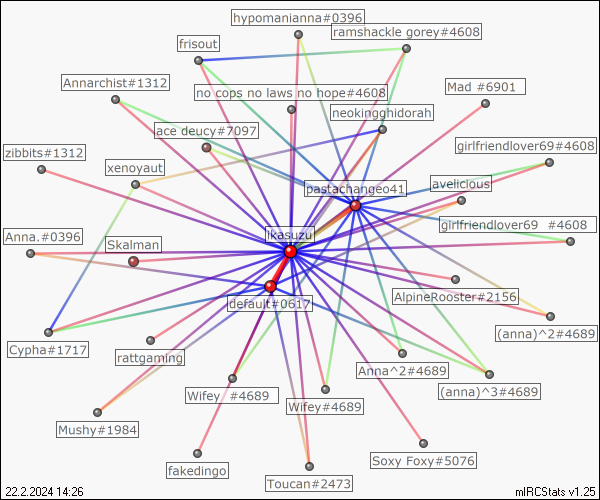 hypomanianna#0396
ramshackle gorey#4608
frisout
Annarchist#1312
Mad #6901
no cops no laws no hope#4608
neokingghidorah
ace deucy#7097
girlfriendlover69#4608
zibbits#1312
xenoyaut
pastachangeo41
avelicious
girlfriendlover69 #4608
ikasuzu
Anna.#0396
Skalman
AlpineRooster#2156
default#0617
(anna)^2#4689
Cypha#1717
rattgaming
Anna^2#4689
(anna)^3#4689
Wifey #4689
Wifey#4689
Mushy#1984
Soxy Foxy#5076
fakedingo
Toucan#2473
22.2.2024 14:26
mIRCStats v1.25